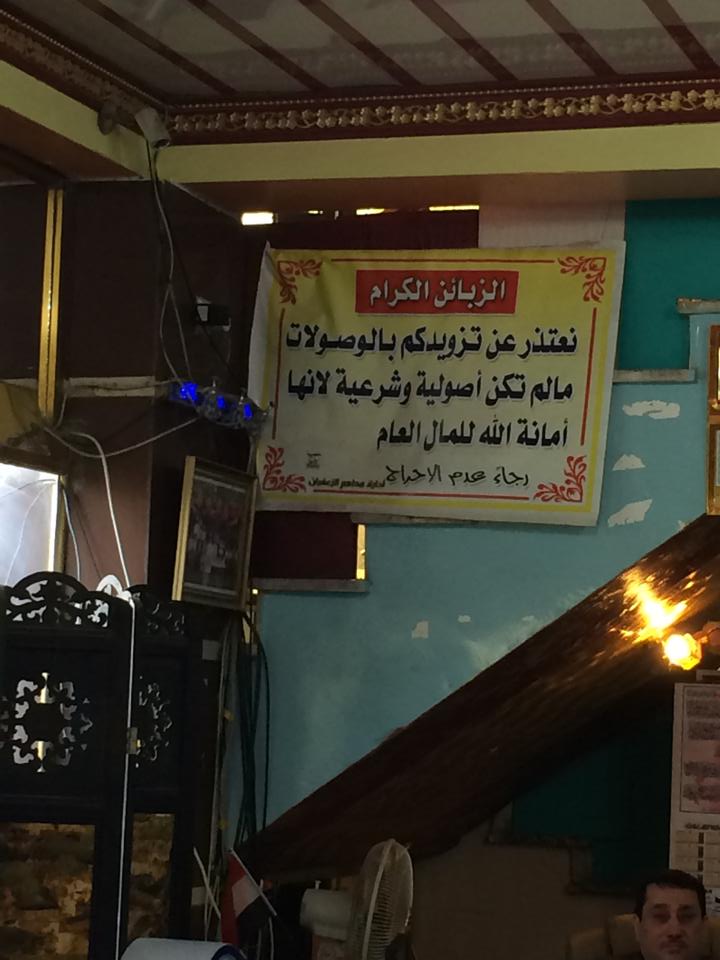 الزبائن الكرام
نعتذر عن تزويدكم بالوصولات
مالم تكن أصولية وشرعية لانها
أمانة الله للمال العام
رجاءً عدم الاحراج